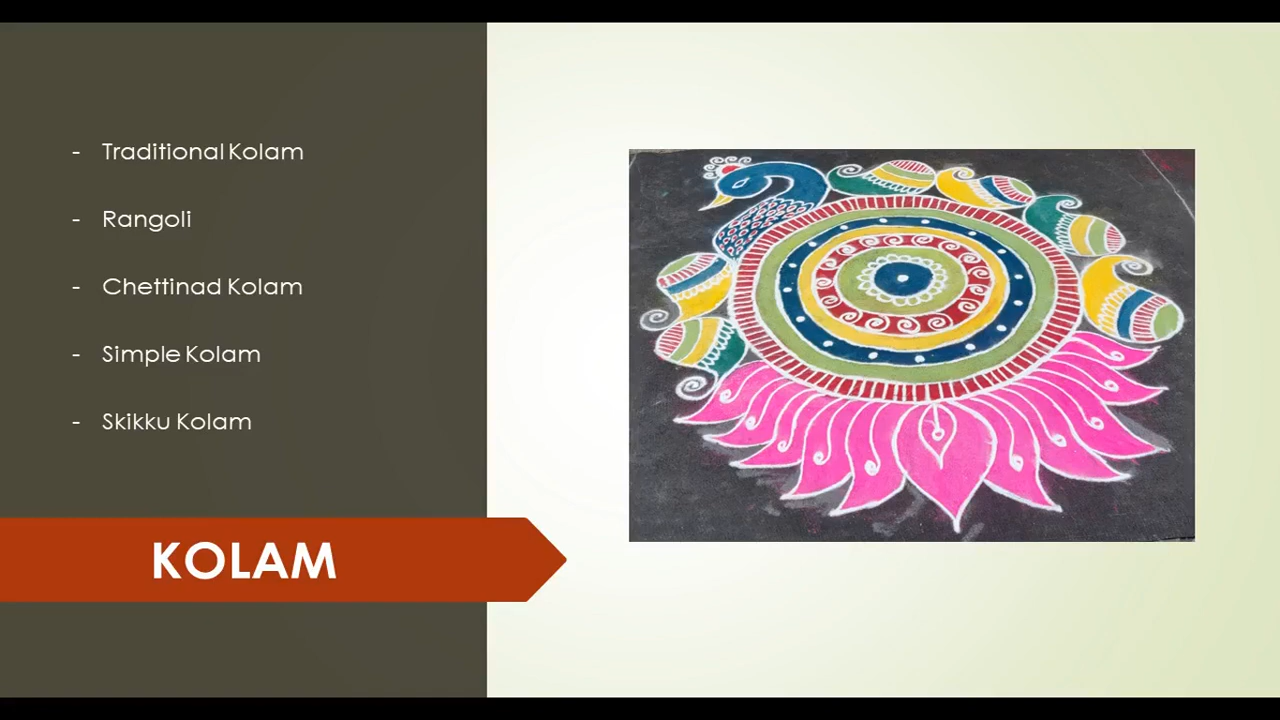 - Traditional Kolam
- Rangoli
- Chettinad Kolam
- Simple Kolam
- Skikku Kolam
KOLAM